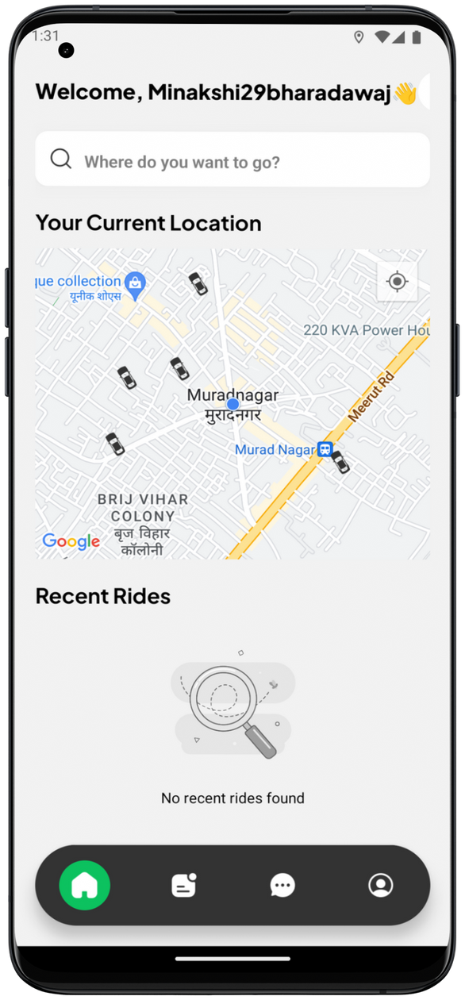 1:31
Welcome, Minakshi29bharadawaj👋
Where do you want to go?
Your Current Location
que collection
यूनीक शोएस
220 KVA Power Hou
Muradnagar
मुरादनगर
Meerut Rd
Murad Nagar
BRIJ VIHAR
COLONY
बृज विहार
कॉलोनी
Google
Recent Rides
No recent rides found